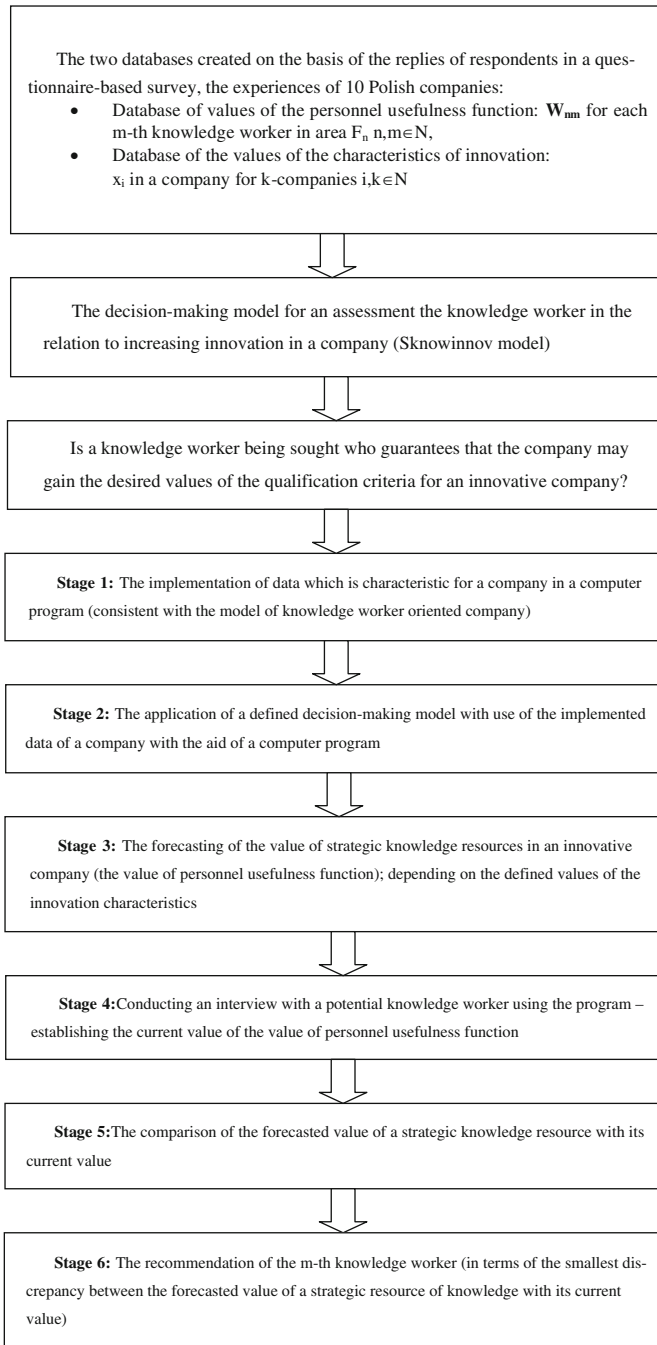 The two databases created on the basis of the replies of respondents in a ques-
tionnaire-based survey, the experiences of 10 Polish companies:
• Database of values of the personnel usefulness function: Wnm for each
m-th knowledge worker in area Fn n,m∈N,
• Database of the values of the characteristics of innovation:
xi in a company for k-companies i,k∈N
The decision-making model for an assessment the knowledge worker in the
relation to increasing innovation in a company (Sknowinnov model)
Is a knowledge worker being sought who guarantees that the company may
gain the desired values of the qualification criteria for an innovative company?
Stage 1: The implementation of data which is characteristic for a company in a computer
program (consistent with the model of knowledge worker oriented company)
Stage 2: The application of a defined decision-making model with use of the implemented
data of a company with the aid of a computer program
Stage 3: The forecasting of the value of strategic knowledge resources in an innovative
company (the value of personnel usefulness function); depending on the defined values of the
innovation characteristics
Stage 4:Conducting an interview with a potential knowledge worker using the program –
establishing the current value of the value of personnel usefulness function
Stage 5:The comparison of the forecasted value of a strategic knowledge resource with its
current value
Stage 6: The recommendation of the m-th knowledge worker (in terms of the smallest dis-
crepancy between the forecasted value of a strategic resource of knowledge with its current
value)